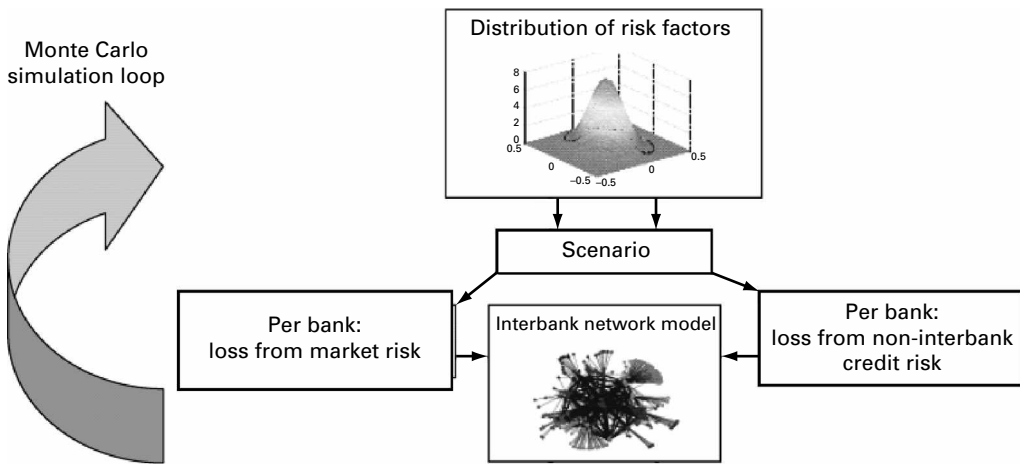 Distribution of risk factors
Monte Carlo
simulation loop
8
6
4
2
0
0.5
0
−0.5
−0.5
0
0.5
Scenario
Per bank:
loss from market risk
Interbank network model
Per bank:
loss from non-interbank
credit risk